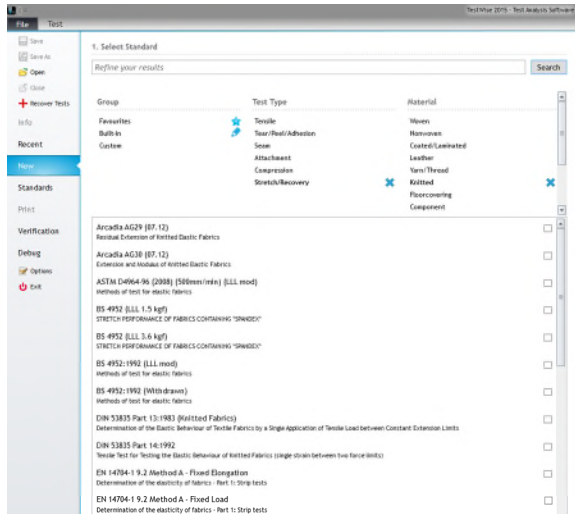 TestWise 2015 - Test Analysis Software
File Test
Save
Save As
Open
Close
Recover Tests
Info
Recent
New
Standards
Print
Verification
Debug
Options
Exit
1. Select Standard
Refine your results
Search
Group Test Type Material
Favourites Tensile Woven
Built-in Tear/Peel/Adhesion Nonwoven
Custom Seam Coated/Laminated
Attachment Leather
Compression Yarn/Thread
Stretch/Recovery Knitted
Floorcovering
Component
Arcadia AG29 (07.12)
Residual Extension of Knitted Elastic Fabrics
Arcadia AG30 (07.12)
Extension and Modulus of Knitted Elastic Fabrics
ASTM D4964-96 (2008) (500mm/min) (LLL mod)
Methods of test for elastic fabrics
BS 4952 (LLL 1.5 kgf)
STRETCH PERFORMANCE OF FABRICS CONTAINING "SPANDEX"
BS 4952 (LLL 3.6 kgf)
STRETCH PERFORMANCE OF FABRICS CONTAINING "SPANDEX"
BS 4952:1992 (LLL mod)
Methods of test for elastic fabrics
BS 4952:1992 (Withdrawn)
Methods of test for elastic fabrics
DIN 53835 Part 13:1983 (Knitted Fabrics)
Determination of the Elastic Behaviour of Textile Fabrics by a Single Application of Tensile Load between Constant Extension Limits
DIN 53835 Part 14:1992
Tensile Test for Testing the Elastic Behaviour of Knitted Fabrics (single strain between two force limits)
EN 14704-1 9.2 Method A - Fixed Elongation
Determination of the elasticity of fabrics - Part 1: Strip tests
EN 14704-1 9.2 Method A - Fixed Load
Determination of the elasticity of fabrics - Part 1: Strip tests